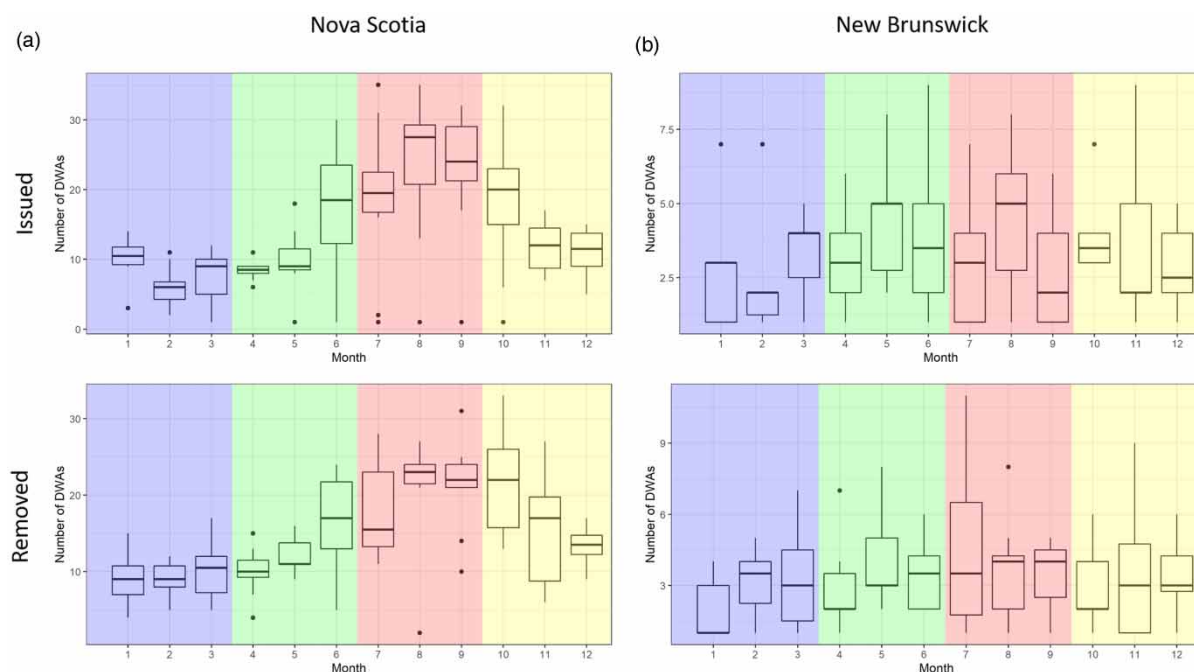 Nova Scotia
New Brunswick
(a)
(b)
Issued
Number of DWAs
30
20
10
0
1 2 3 4 5 6 7 8 9 10 11 12
Month
Number of DWAs
7.5
5.0
2.5
1 2 3 4 5 6 7 8 9 10 11 12
Month
Removed
Number of DWAs
30
20
10
1 2 3 4 5 6 7 8 9 10 11 12
Month
Number of DWAs
9
6
3
1 2 3 4 5 6 7 8 9 10 11 12
Month